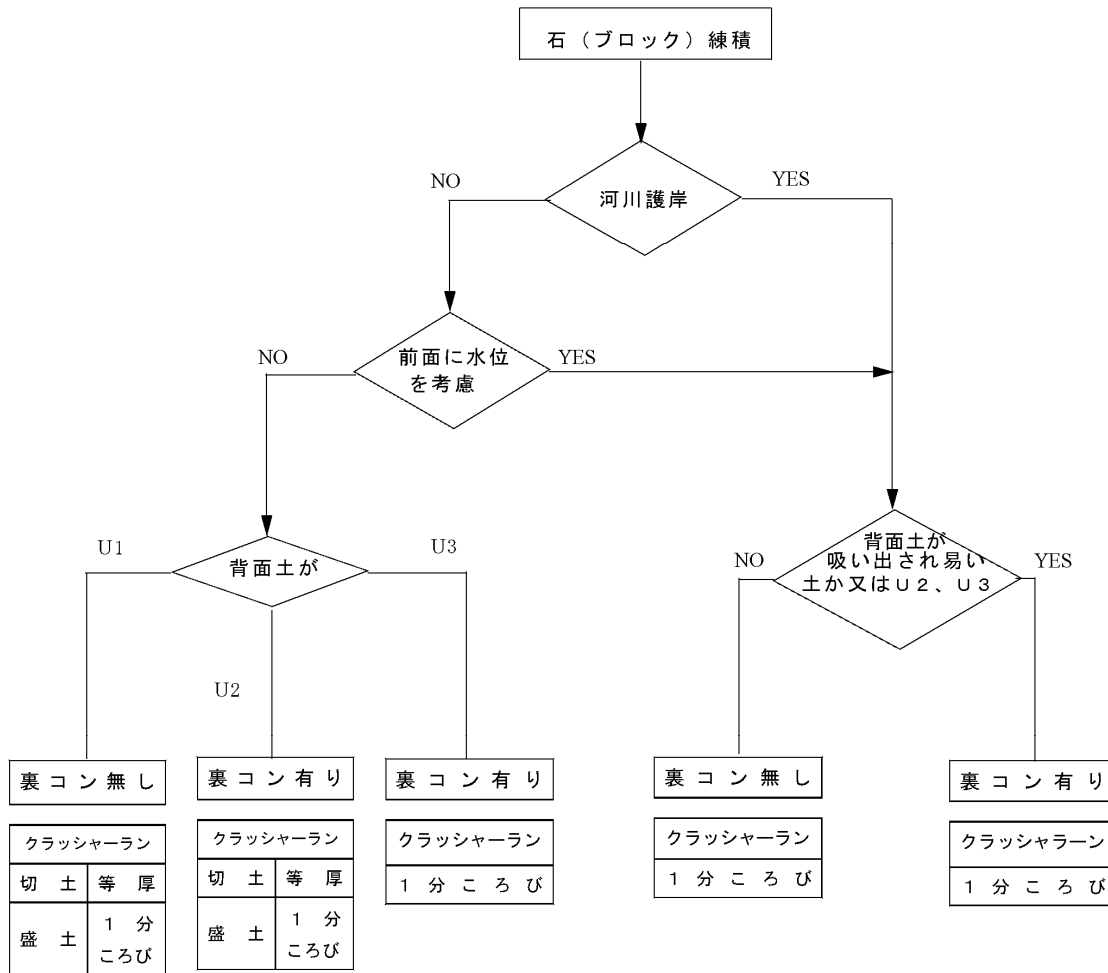 石（ブロック）練積
河川護岸
NO
YES
前面に水位
を考慮
NO
YES
背面土が
U1
U2
U3
背面土が
吸い出され易い
土か又はU2、U3
NO
YES
裏コン無し
裏コン有り
裏コン有り
裏コン無し
裏コン有り
クラッシャーラン
切土 等厚
盛土 1分
ころび
クラッシャーラン
切土 等厚
盛土 1分
ころび
クラッシャーラン
1分ころび
クラッシャーラン
1分ころび
クラッシャラーン
1分ころび